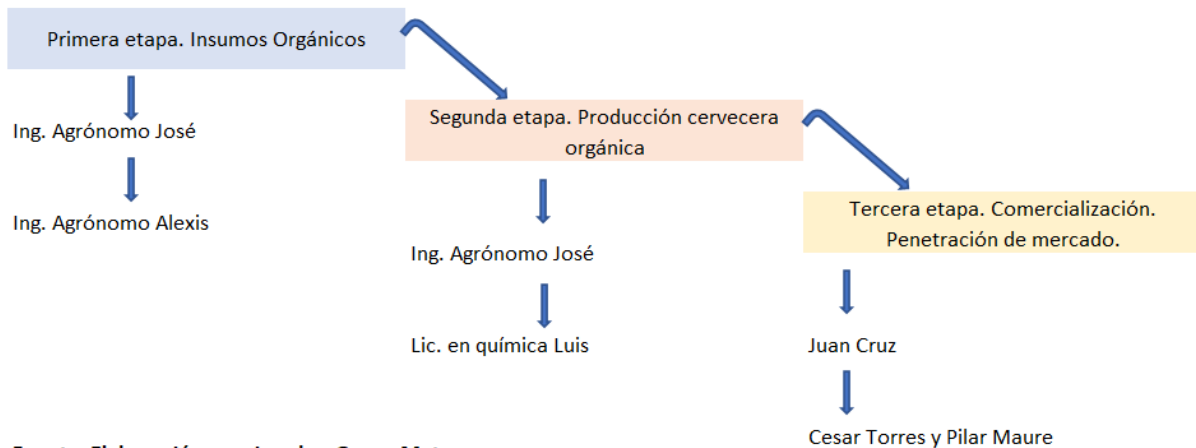 Primera etapa. Insumos Orgánicos
Ing. Agrónomo José
Ing. Agrónomo Alexis
Segunda etapa. Producción cervecera
orgánica
Ing. Agrónomo José
Lic. en química Luis
Tercera etapa. Comercialización.
Penetración de mercado.
Juan Cruz
Cesar Torres y Pilar Maure